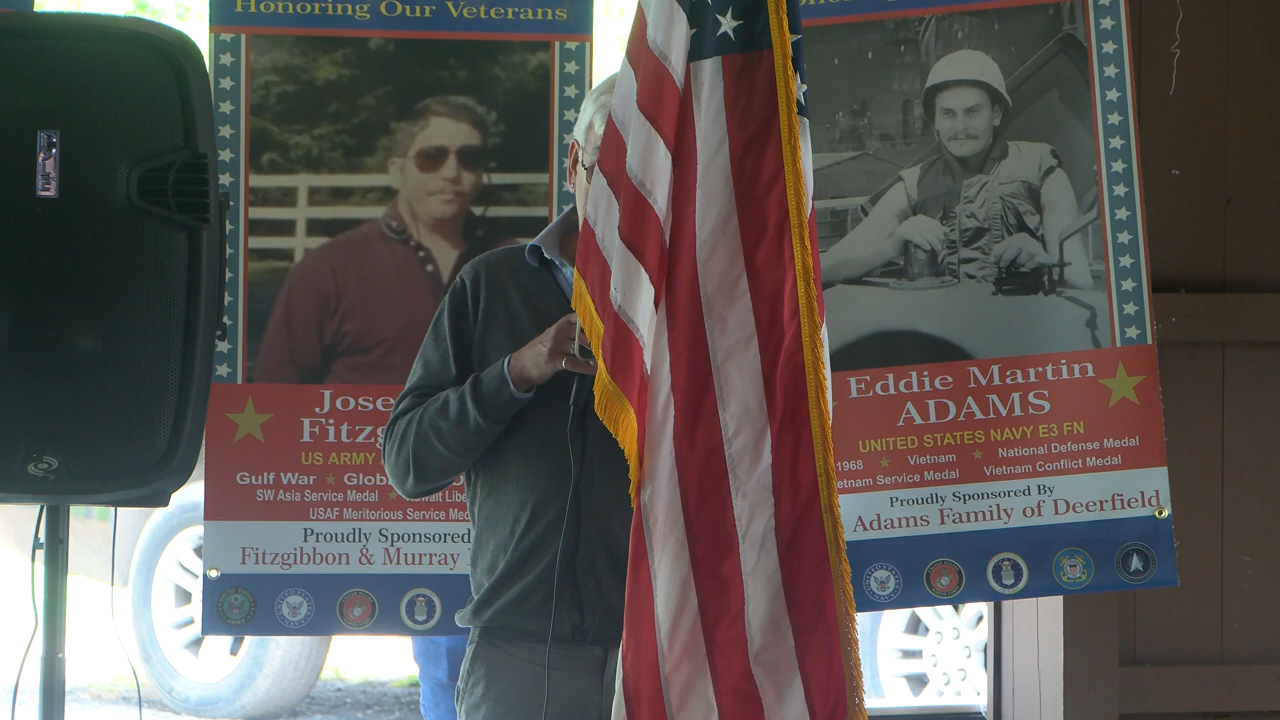 Honoring Our Veterans
Jose
Fitzg
US ARMY
Gulf War ★ Glob
SW Asia Service Medal ★ Kuwait Libe
USAF Meritorious Service Med
Proudly Sponsored
Fitzgibbon & Murray
Eddie Martin
ADAMS
UNITED STATES NAVY E3 FN
1968 ★ Vietnam ★ National Defense Medal
etnam Service Medal Vietnam Conflict Medal
Proudly Sponsored By
Adams Family of Deerfield